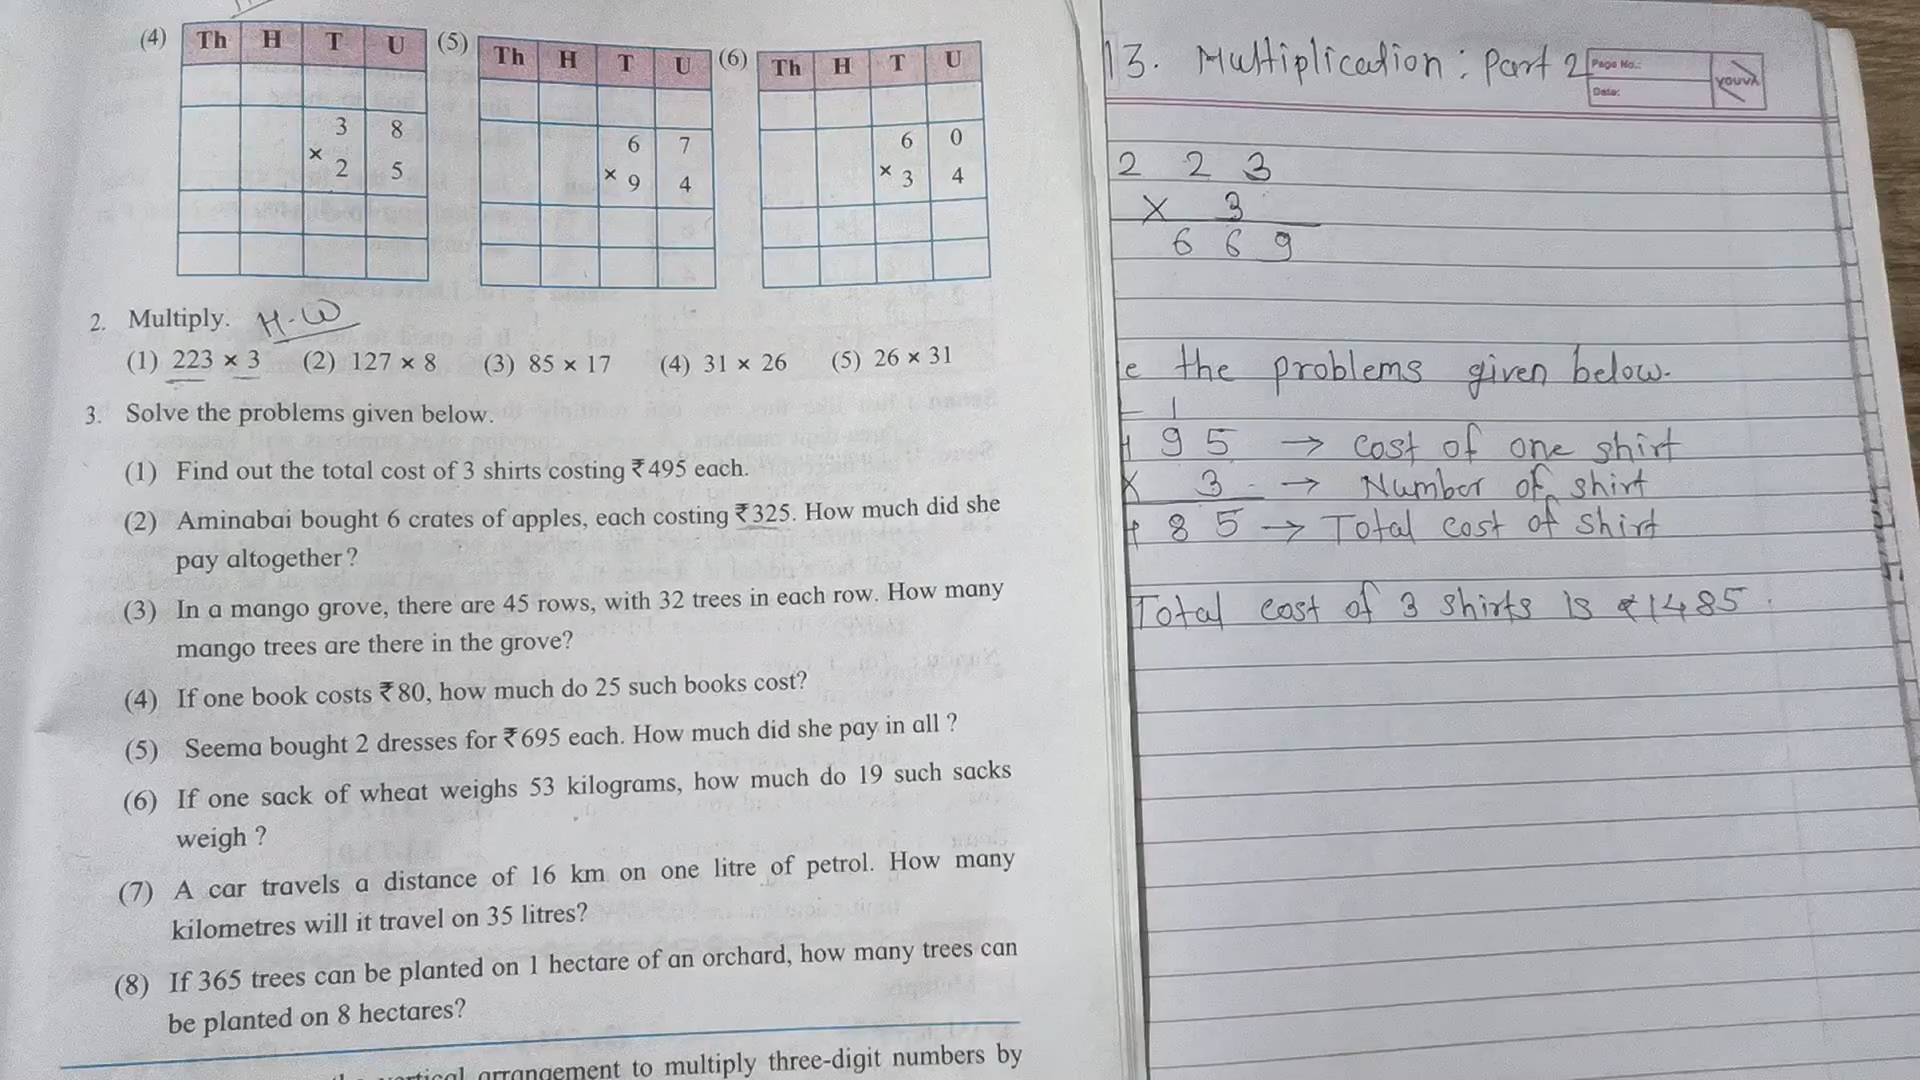 (4) Th H T U
3 8
× 2 5
(5) Th H T U
6 7
× 9 4
(6) Th H T U
6 0
× 3 4
2. Multiply. H.W
(1) 223 × 3 (2) 127 × 8 (3) 85 × 17 (4) 31 × 26 (5) 26 × 31
3. Solve the problems given below.
(1) Find out the total cost of 3 shirts costing ₹495 each.
(2) Aminabai bought 6 crates of apples, each costing ₹325. How much did she
pay altogether?
(3) In a mango grove, there are 45 rows, with 32 trees in each row. How many
mango trees are there in the grove?
(4) If one book costs ₹80, how much do 25 such books cost?
(5) Seema bought 2 dresses for ₹695 each. How much did she pay in all ?
(6) If one sack of wheat weighs 53 kilograms, how much do 19 such sacks
weigh ?
(7) A car travels a distance of 16 km on one litre of petrol. How many
kilometres will it travel on 35 litres?
(8) If 365 trees can be planted on 1 hectare of an orchard, how many trees can
be planted on 8 hectares?
arrangement to multiply three-digit numbers by
13. Multiplication : Part 2
Page No.:
Date:
YOUVA
2 2 3
× 3
6 6 9
the problems given below.
1
9 5 → Cost of one shirt
× 3 → Number of shirt
8 5 → Total cost of shirt
Total cost of 3 shirts is ₹1485.